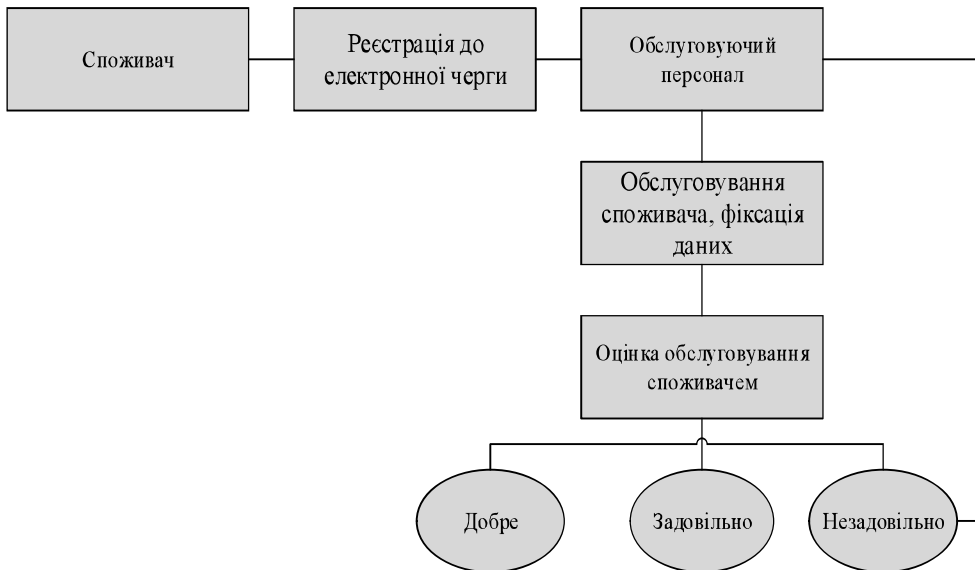 Споживач
Реєстрація до
електронної черги
Обслуговуючий
персонал
Обслуговування
споживача, фіксація
даних
Оцінка обслуговування
споживачем
Добре
Задовільно
Незадовільно